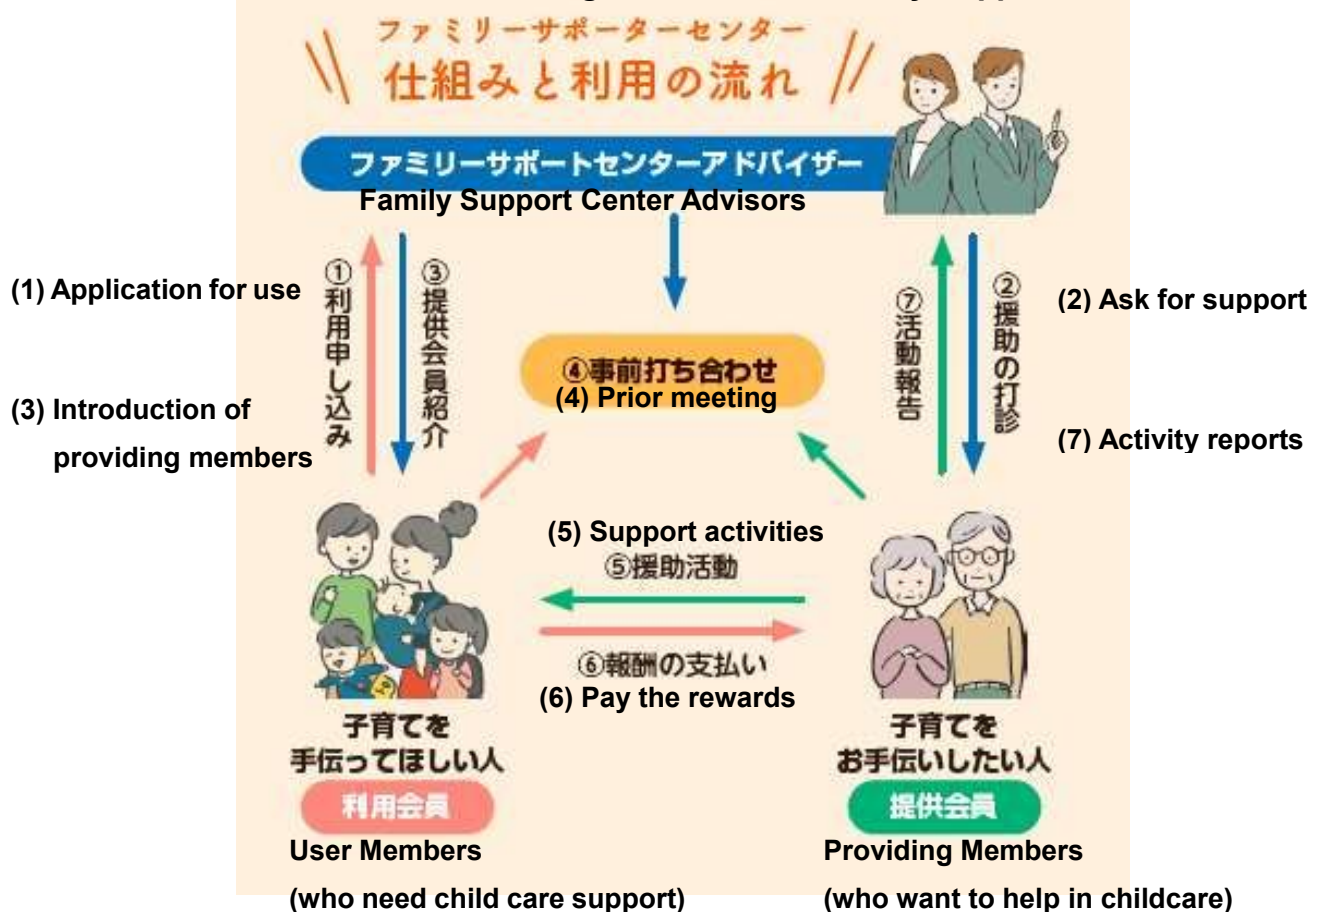 ファミリーサポーターセンター
仕組みと利用の流れ
ファミリーサポートセンターアドバイザー
Family Support Center Advisors
(1) Application for use
①利用申し込み
③提供会員紹介
(3) Introduction of
providing members
④事前打ち合わせ
(4) Prior meeting
⑦活動報告
②援助の打診
(2) Ask for support
(7) Activity reports
(5) Support activities
⑤援助活動
⑥報酬の支払い
(6) Pay the rewards
子育てを
手伝ってほしい人
利用会員
User Members
(who need child care support)
子育てを
お手伝いしたい人
提供会員
Providing Members
(who want to help in childcare)